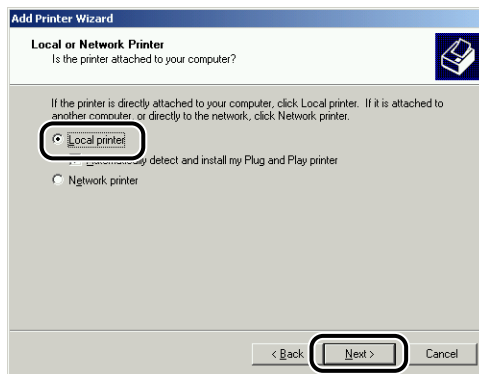 Add Printer Wizard
Local or Network Printer
Is the printer attached to your computer?
If the printer is directly attached to your computer, click Local printer. If it is attached to
another computer, or directly to the network, click Network printer.
Local printer
Automatically detect and install my Plug and Play printer
Network printer
< Back
Next >
Cancel